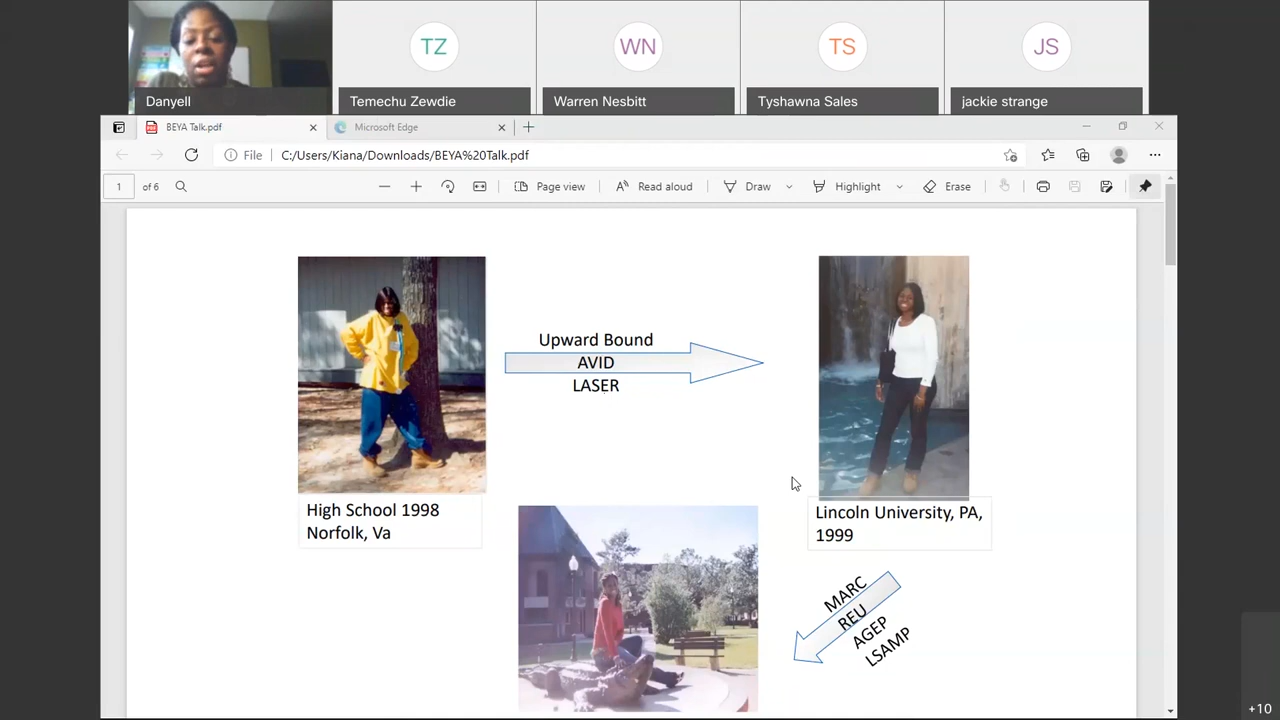 TZ
WN
TS
JS
Danyell
Temechu Zewdie
Warren Nesbitt
Tyshawna Sales
jackie strange
BEYA Talk.pdf
Microsoft Edge
File
C:/Users/Kiana/Downloads/BEYA%20Talk.pdf
1
of 6
Page view
Read aloud
Draw
Highlight
Erase
Upward Bound
AVID
LASER
High School 1998
Norfolk, Va
Lincoln University, PA,
1999
MARC
REU
AGEP
LSAMP
+10